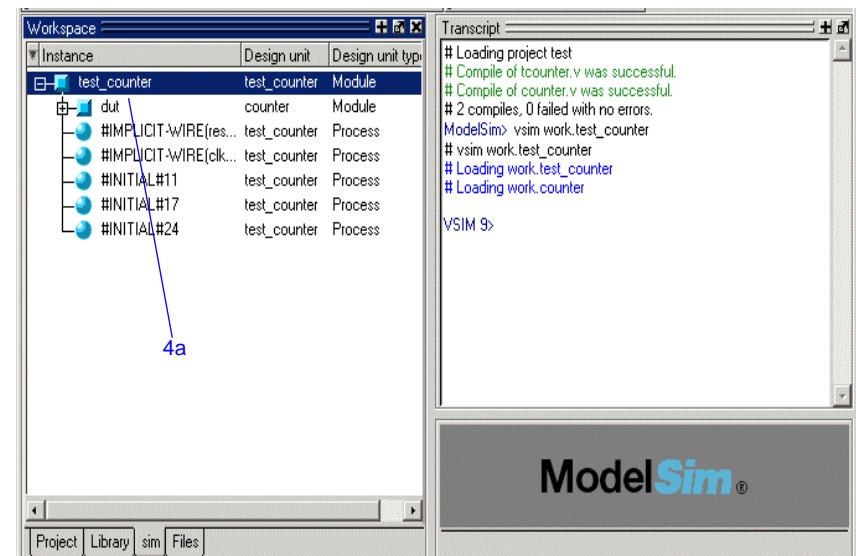 Workspace
Instance Design unit Design unit typ
test_counter test_counter Module
dut counter Module
#IMPLICIT-WIRE(res... test_counter Process
#IMPLICIT-WIRE(clk... test_counter Process
#INITIAL#11 test_counter Process
#INITIAL#17 test_counter Process
#INITIAL#24 test_counter Process
4a
Project Library sim Files
Transcript
# Loading project test
# Compile of tcounter.v was successful.
# Compile of counter.v was successful.
# 2 compiles, 0 failed with no errors.
ModelSim> vsim work.test_counter
# vsim work.test_counter
# Loading work.test_counter
# Loading work.counter
VSIM 9>
ModelSim®